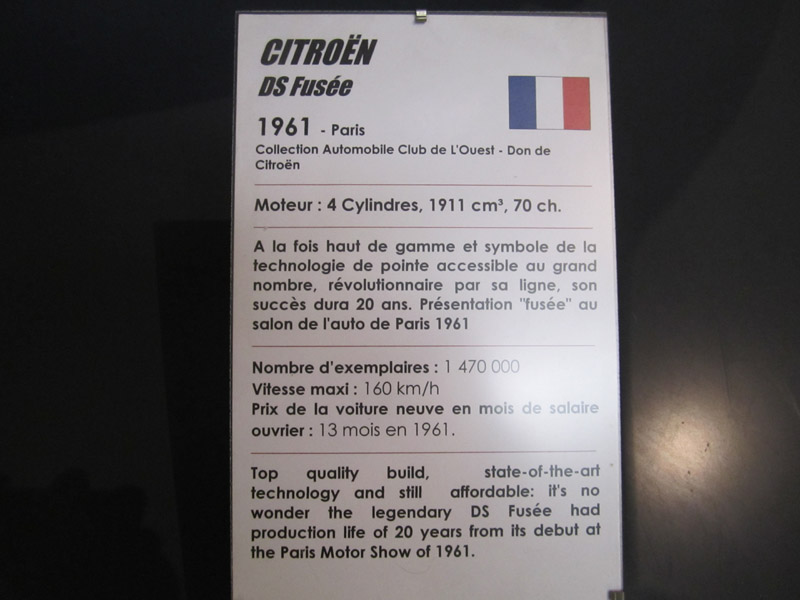 CITROËN
DS Fusée
1961 - Paris
Collection Automobile Club de L'Ouest - Don de
Citroën
Moteur : 4 Cylindres, 1911 cm³, 70 ch.
A la fois haut de gamme et symbole de la
technologie de pointe accessible au grand
nombre, révolutionnaire par sa ligne, son
succès dura 20 ans. Présentation "fusée" au
salon de l'auto de Paris 1961
Nombre d'exemplaires : 1 470 000
Vitesse maxi : 160 km/h
Prix de la voiture neuve en mois de salaire
ouvrier : 13 mois en 1961.
Top quality build, state-of-the-art
technology and still affordable: it's no
wonder the legendary DS Fusée had
production life of 20 years from its debut at
the Paris Motor Show of 1961.